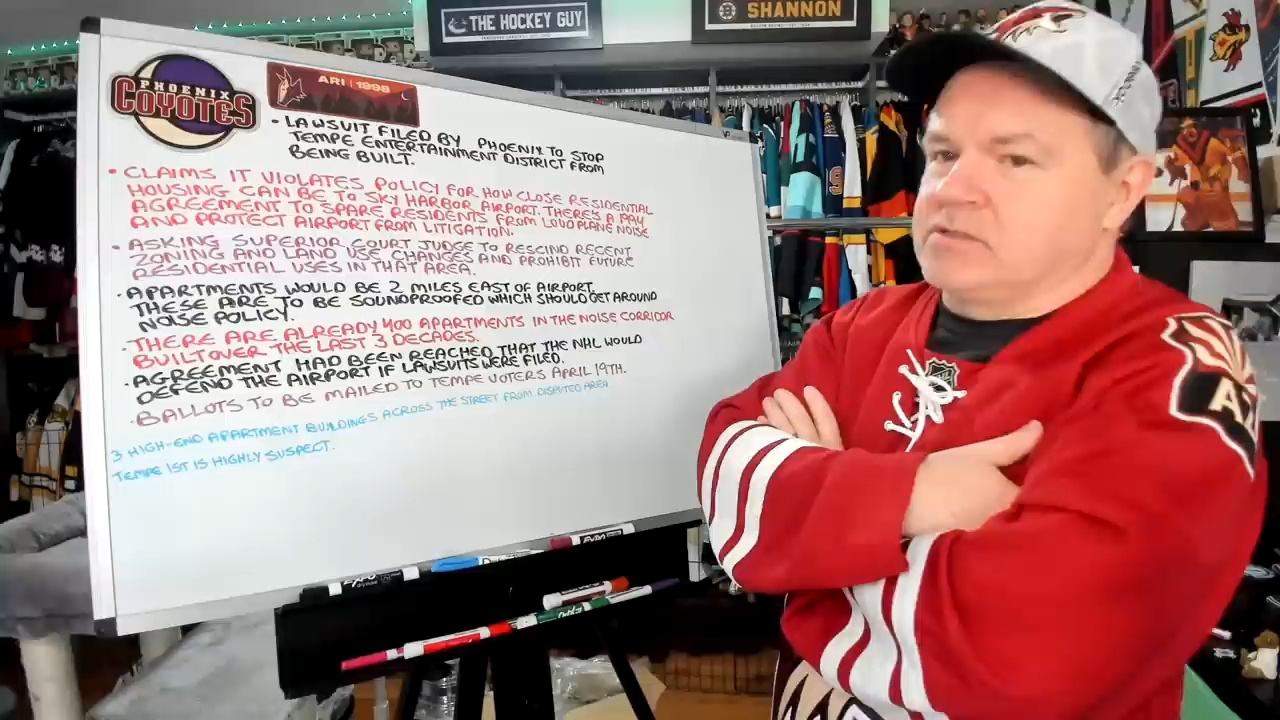 THE HOCKEY GUY
SHANNON
PHOENIX
COYOTES
ARI | 1998
• LAWSUIT FILED BY PHOENIX TO STOP
TEMPE ENTERTAINMENT DISTRICT FROM
BEING BUILT.
• CLAIMS IT VIOLATES POLICY FOR HOW CLOSE RESIDENTIAL
HOUSING CAN BE TO SKY HARBOR AIRPORT. THERE'S A PAY
AGREEMENT TO SPARE RESIDENTS FROM LOUD PLANE NOISE
AND PROTECT AIRPORT FROM LITIGATION.
• ASKING SUPERIOR COURT JUDGE TO RESCIND RECENT
ZONING AND LAND USE CHANGES AND PROHIBIT FUTURE
RESIDENTIAL USES IN THAT AREA.
• APARTMENTS WOULD BE 2 MILES EAST OF AIRPORT.
THESE ARE TO BE SOUNDPROOFED WHICH SHOULD GET AROUND
NOISE POLICY.
• THERE ARE ALREADY 400 APARTMENTS IN THE NOISE CORRIDOR
BUILT OVER THE LAST 3 DECADES.
• AGREEMENT HAD BEEN REACHED THAT THE NHL WOULD
DEFEND THE AIRPORT IF LAWSUITS WERE FILED.
• BALLOTS TO BE MAILED TO TEMPE VOTERS APRIL 19TH.
3 HIGH-END APARTMENT BUILDINGS ACROSS THE STREET FROM DISPUTED AREA
TEMPE 1ST IS HIGHLY SUSPECT.
EXPO
EXPO
NHL
AZ